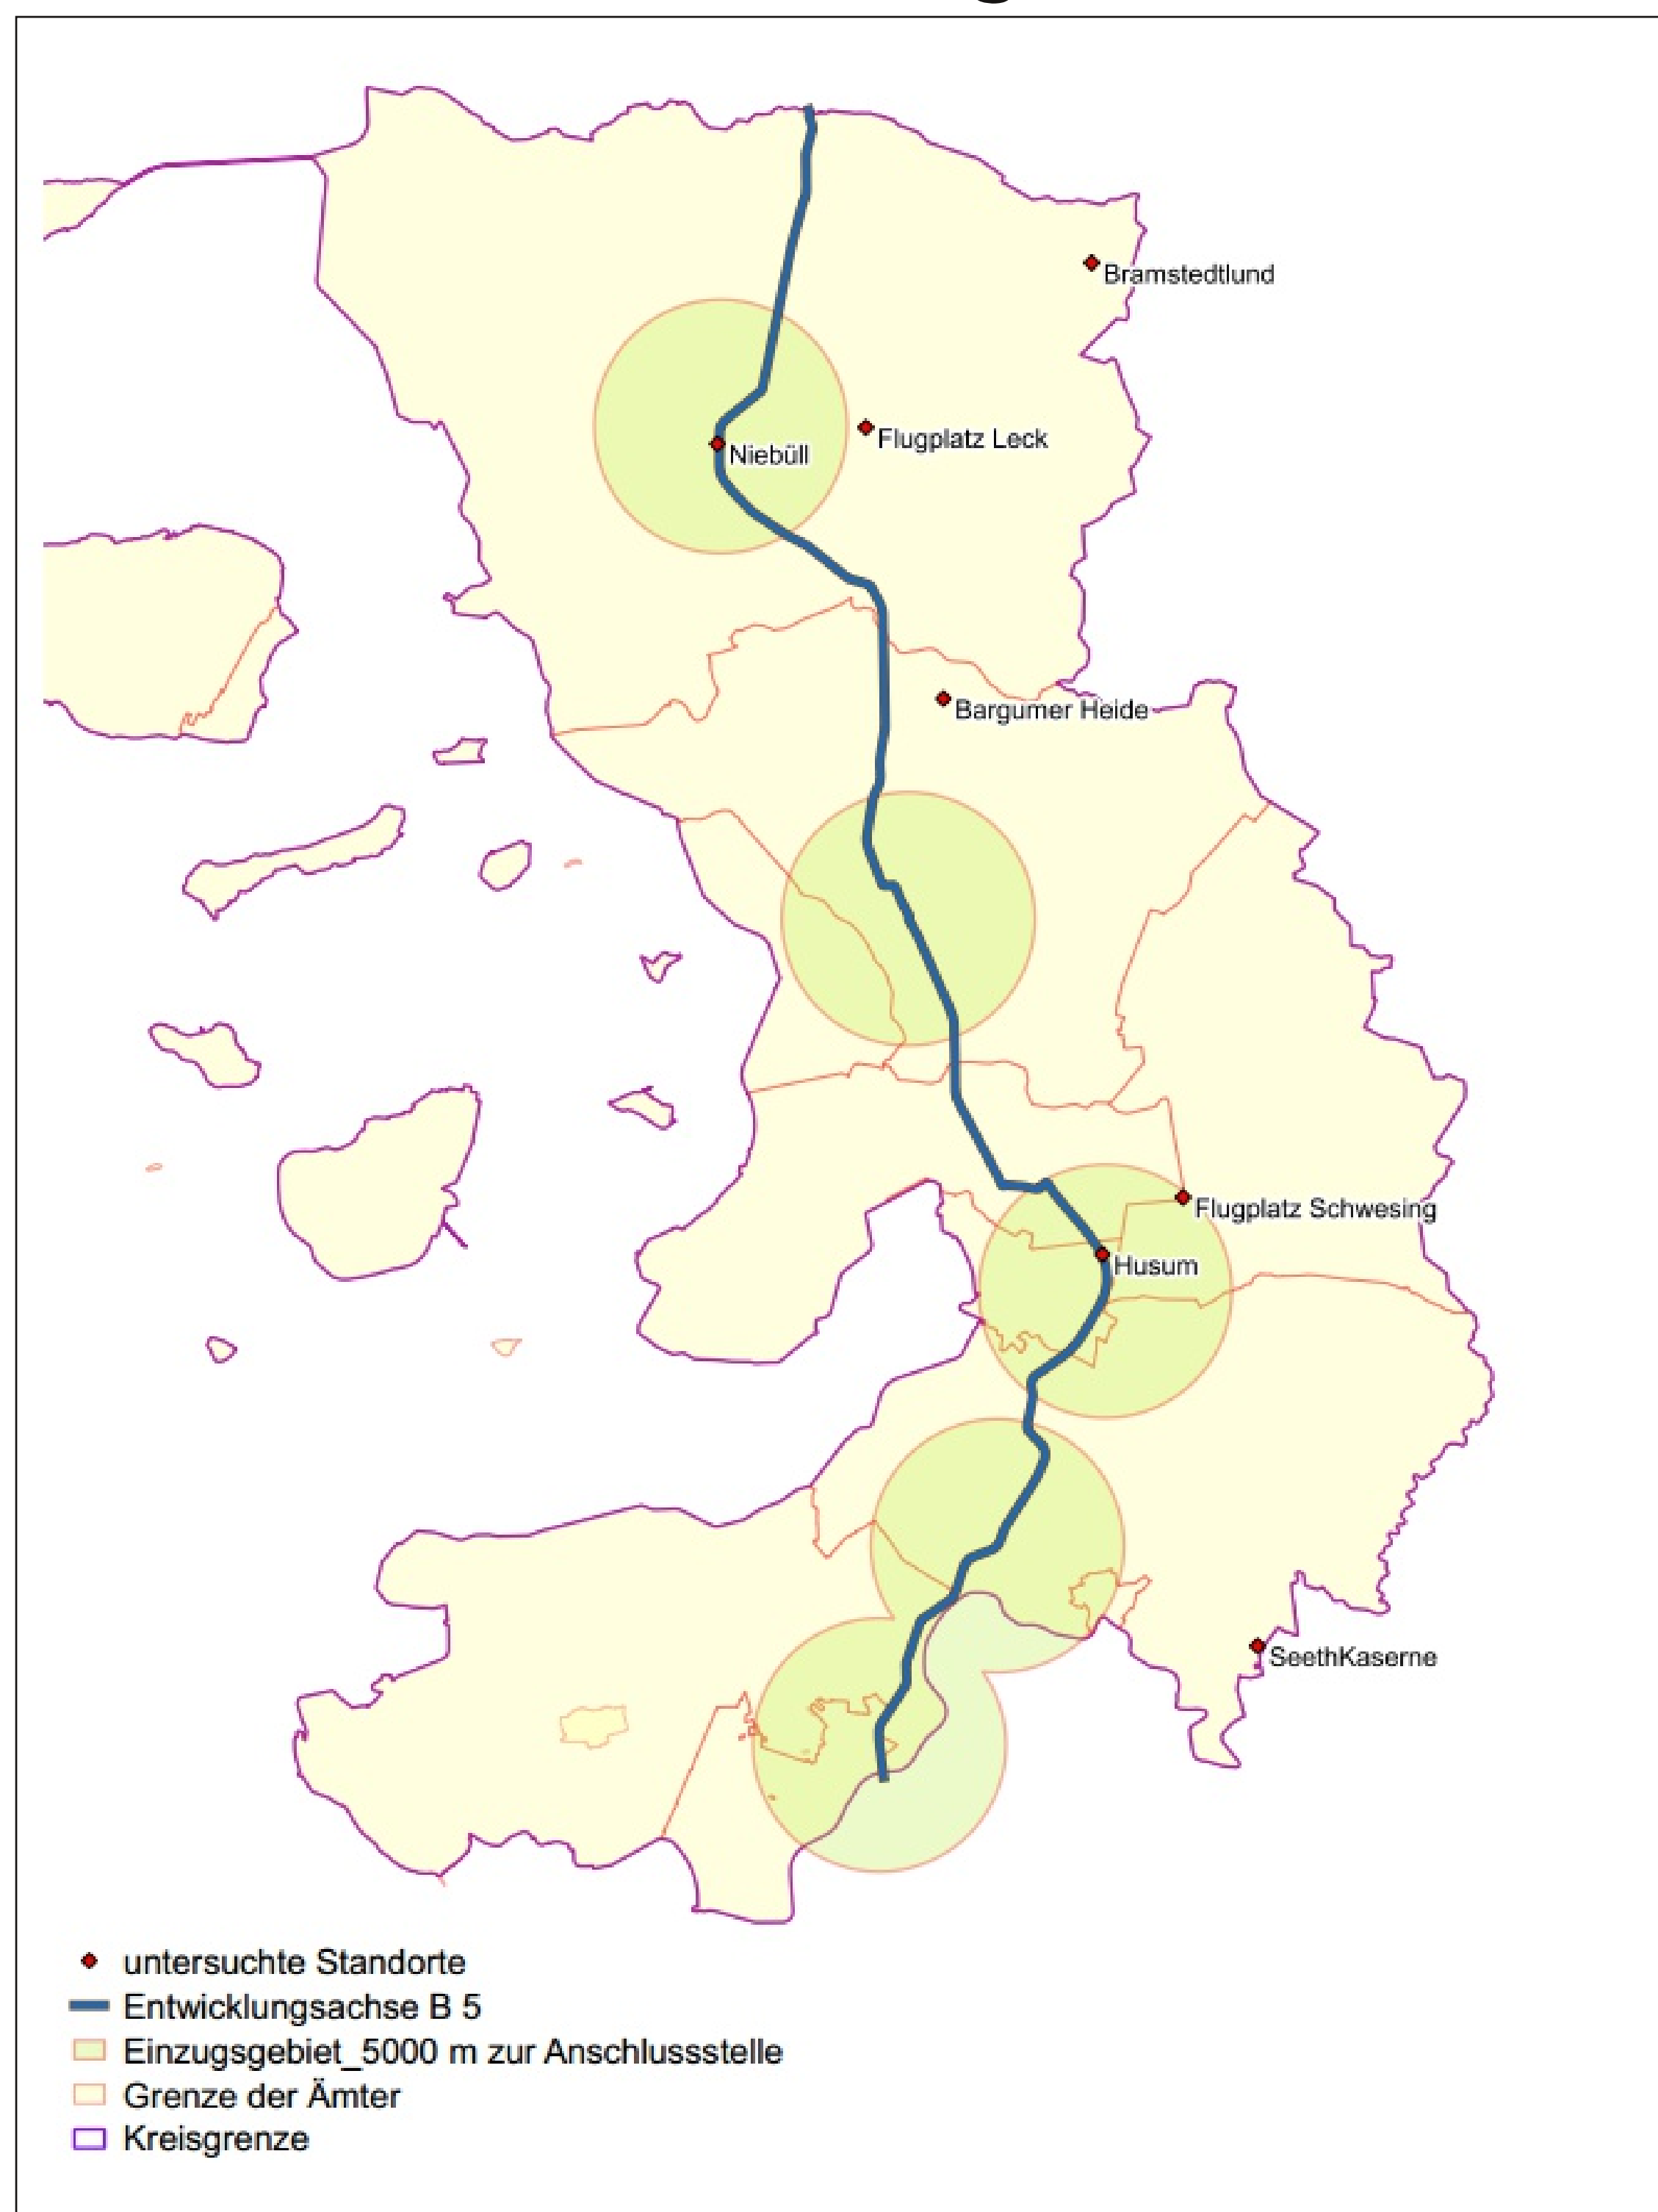 Bramstedtlund
Flugplatz Leck
Niebüll
Bargumer Heide
Flugplatz Schwesing
Husum
SeethKaserne
untersuchte Standorte
Entwicklungsachse B 5
Einzugsgebiet_5000 m zur Anschlussstelle
Grenze der Ämter
Kreisgrenze